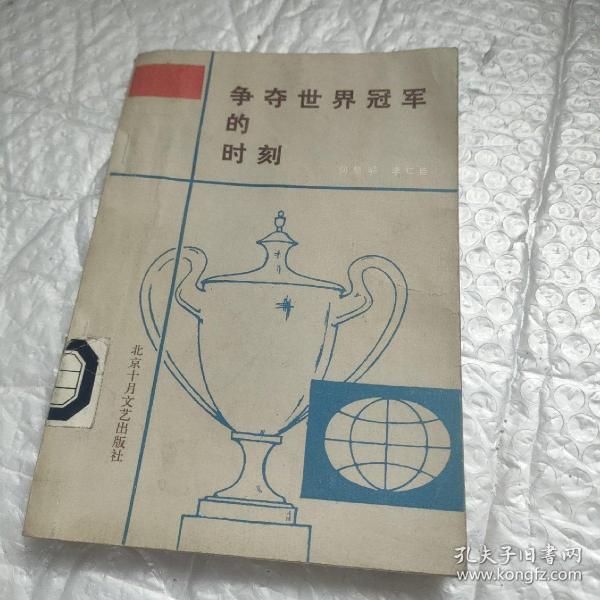 争夺世界冠军
的
时刻
北京十月文艺出版社
孔夫子旧书网
www.kongfz.com